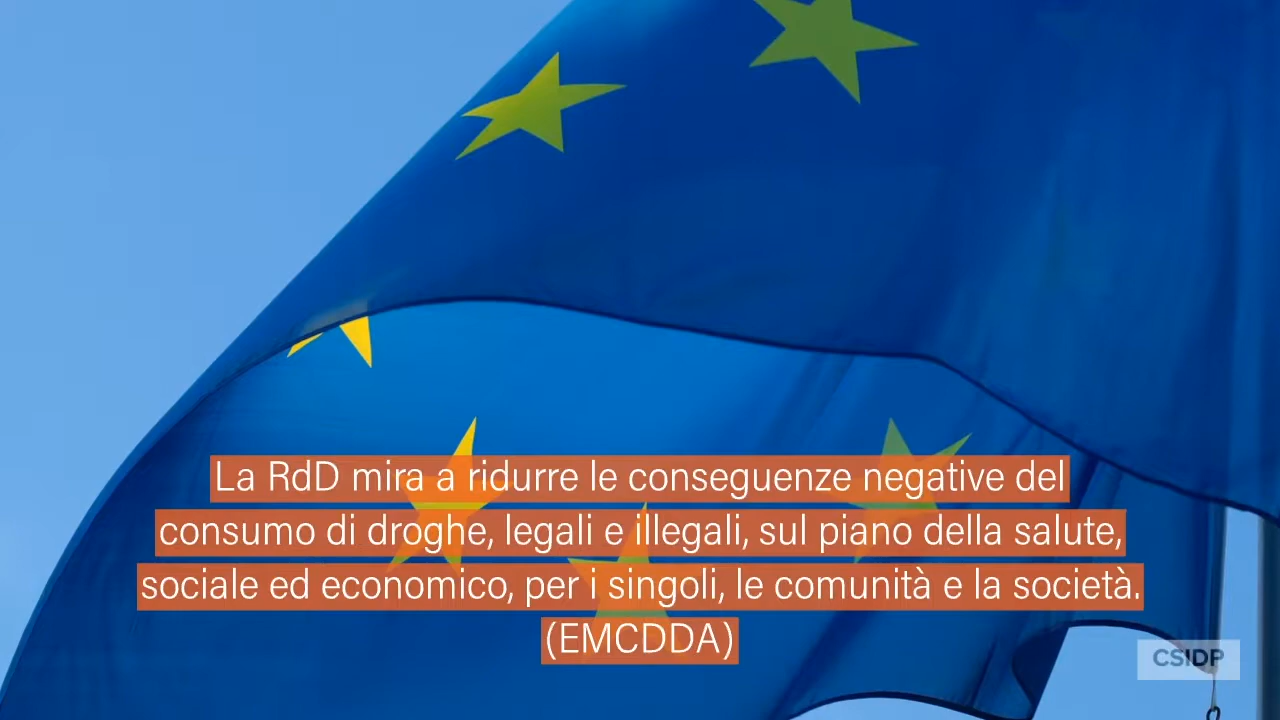 La RdD mira a ridurre le conseguenze negative del
consumo di droghe, legali e illegali, sul piano della salute,
sociale ed economico, per i singoli, le comunità e la società.
(EMCDDA)
CSIDP